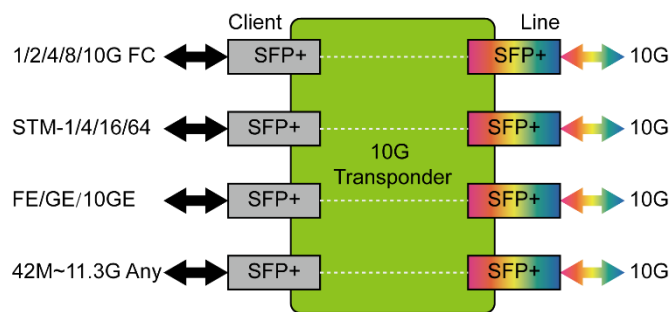 Client Line
1/2/4/8/10G FC SFP+ SFP+ 10G
STM-1/4/16/64 SFP+ SFP+ 10G
10G
Transponder
FE/GE/10GE SFP+ SFP+ 10G
42M~11.3G Any SFP+ SFP+ 10G